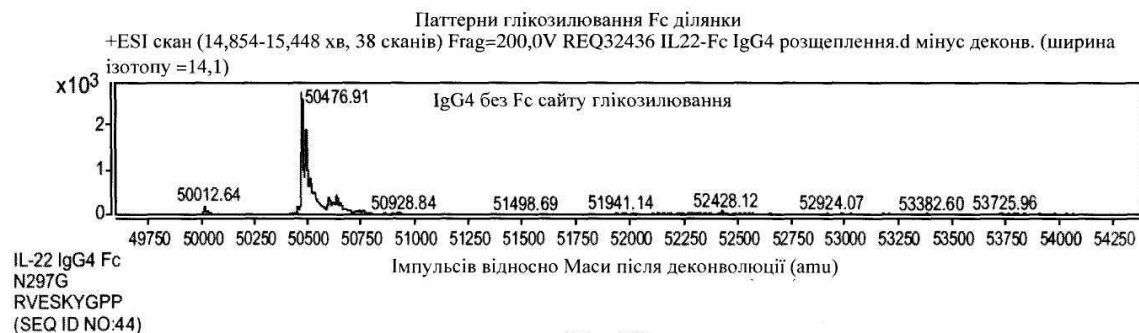 Паттерни глікозилювання Fc ділянки
+ESI скан (14,854-15,448 хв, 38 сканів) Frag=200,0V REQ32436 IL22-Fc IgG4 розщеплення.d мінус деконв. (ширина
ізотопу =14,1)
x10³
50476.91
IgG4 без Fc сайту глікозилювання
2
1
50012.64
50928.84
51498.69
51941.14
52428.12
52924.07
53382.60
53725.96
0
49750 50000 50250 50500 50750 51000 51250 51500 51750 52000 52250 52500 52750 53000 53250 53500 53750 54000 54250
Імпульсів відносно Маси після деконволюції (amu)
IL-22 IgG4 Fc
N297G
RVESKYGPP
(SEQ ID NO:44)